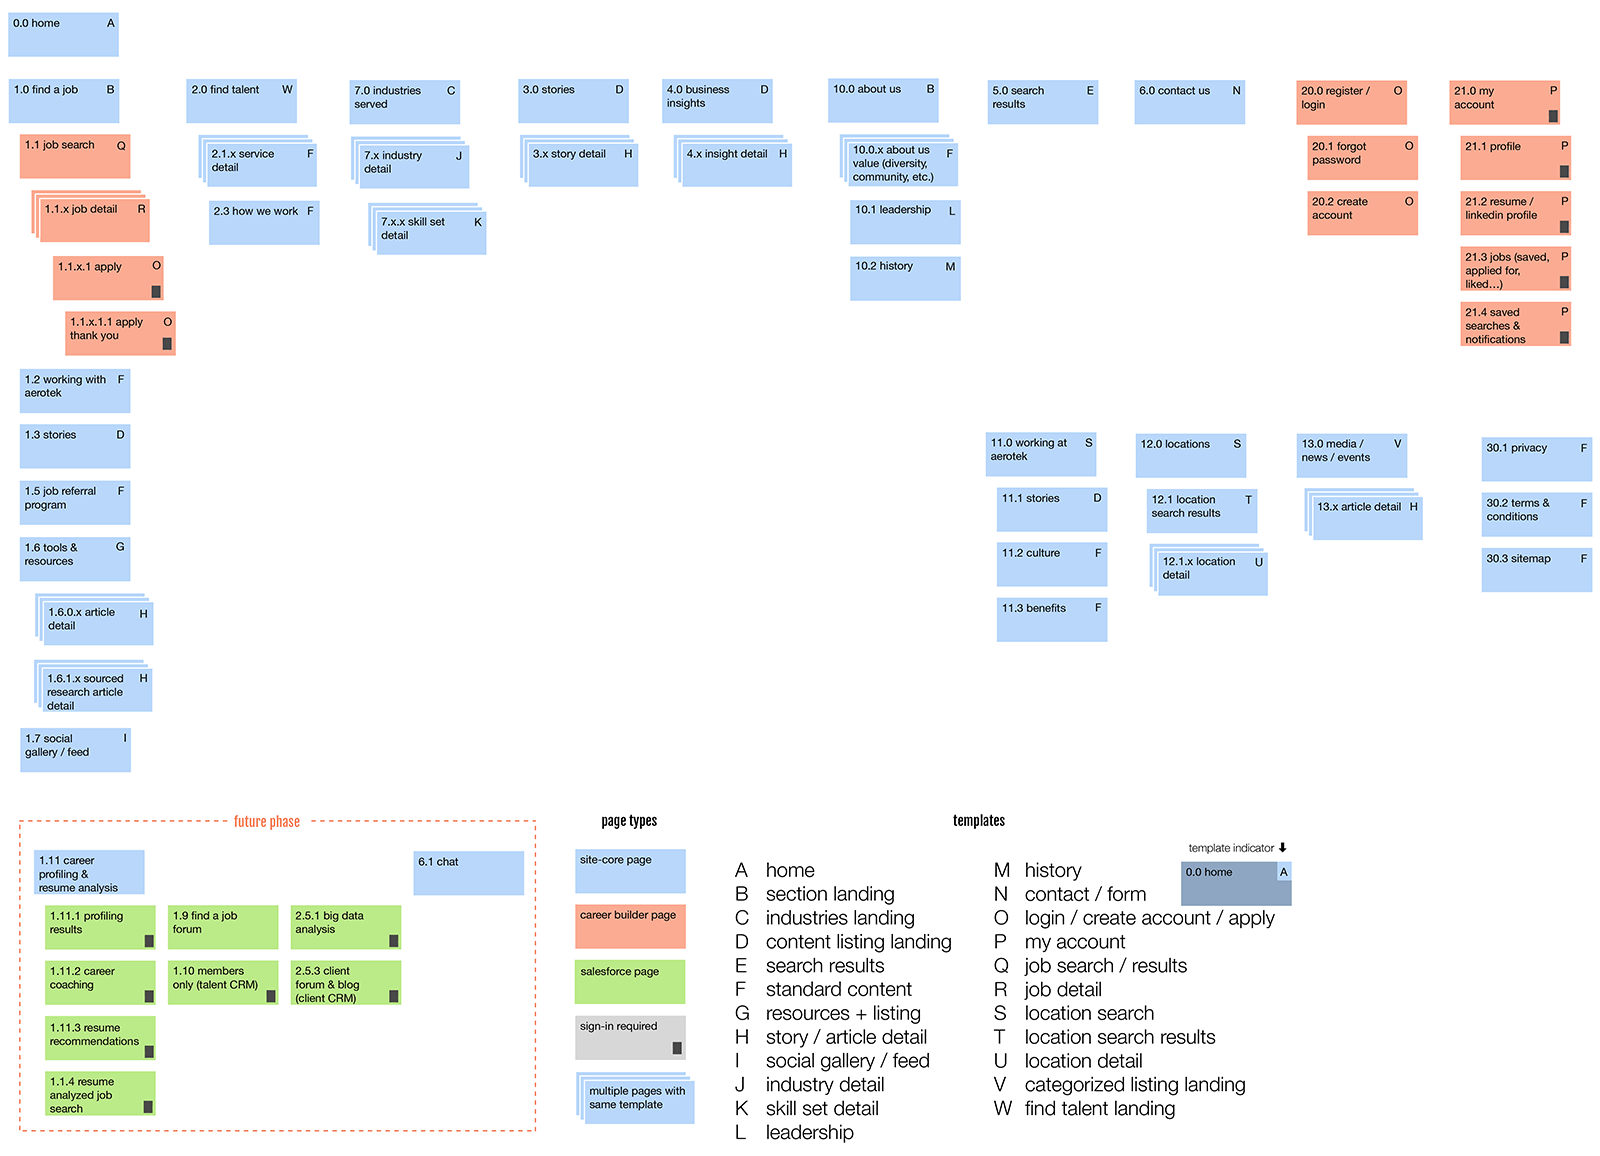 0.0 home A
1.0 find a job B
1.1 job search Q
1.1.x job detail R
1.1.x.1 apply O
1.1.x.1.1 apply O
thank you
1.2 working with F
aerotek
1.3 stories D
1.5 job referral F
program
1.6 tools & G
resources
1.6.0.x article H
detail
1.6.1.x sourced H
research article
detail
1.7 social I
gallery / feed
2.0 find talent W
2.1.x service F
detail
2.3 how we work F
7.0 industries C
served
7.x industry J
detail
7.x.x skill set K
detail
3.0 stories D
3.x story detail H
4.0 business D
insights
4.x insight detail H
10.0 about us B
10.0.x about us F
value (diversity,
community, etc.)
10.1 leadership L
10.2 history M
5.0 search E
results
6.0 contact us N
20.0 register / O
login
20.1 forgot O
password
20.2 create O
account
21.0 my P
account
21.1 profile P
21.2 resume / P
linkedin profile
21.3 jobs (saved, P
applied for,
liked...)
21.4 saved P
searches &
notifications
11.0 working at S
aerotek
11.1 stories D
11.2 culture F
11.3 benefits F
12.0 locations S
12.1 location T
search results
12.1.x location U
detail
13.0 media / V
news / events
13.x article detail H
30.1 privacy F
30.2 terms & F
conditions
30.3 sitemap F
future phase
1.11 career
profiling &
resume analysis
6.1 chat
1.11.1 profiling
results
1.9 find a job
forum
2.5.1 big data
analysis
1.11.2 career
coaching
1.10 members
only (talent CRM)
2.5.3 client
forum & blog
(client CRM)
1.11.3 resume
recommendations
1.1.4 resume
analyzed job
search
page types
site-core page
career builder page
salesforce page
sign-in required
multiple pages with
same template
templates
A home
B section landing
C industries landing
D content listing landing
E search results
F standard content
G resources + listing
H story / article detail
I social gallery / feed
J industry detail
K skill set detail
L leadership
M history
N contact / form
O login / create account / apply
P my account
Q job search / results
R job detail
S location search
T location search results
U location detail
V categorized listing landing
W find talent landing
template indicator
0.0 home A